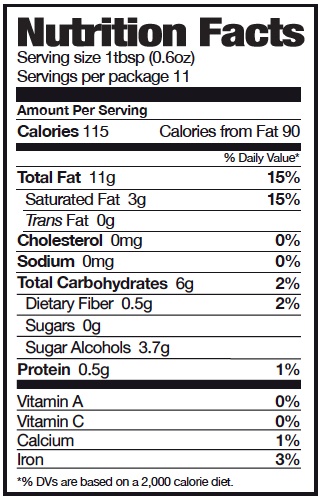 Nutrition Facts
Serving size 1tbsp (0.6oz)
Servings per package 11
Amount Per Serving
Calories 115 Calories from Fat 90
% Daily Value*
Total Fat 11g 15%
Saturated Fat 3g 15%
Trans Fat 0g
Cholesterol 0mg 0%
Sodium 0mg 0%
Total Carbohydrates 6g 2%
Dietary Fiber 0.5g 2%
Sugars 0g
Sugar Alcohols 3.7g
Protein 0.5g 1%
Vitamin A 0%
Vitamin C 0%
Calcium 1%
Iron 3%
*% DVs are based on a 2,000 calorie diet.